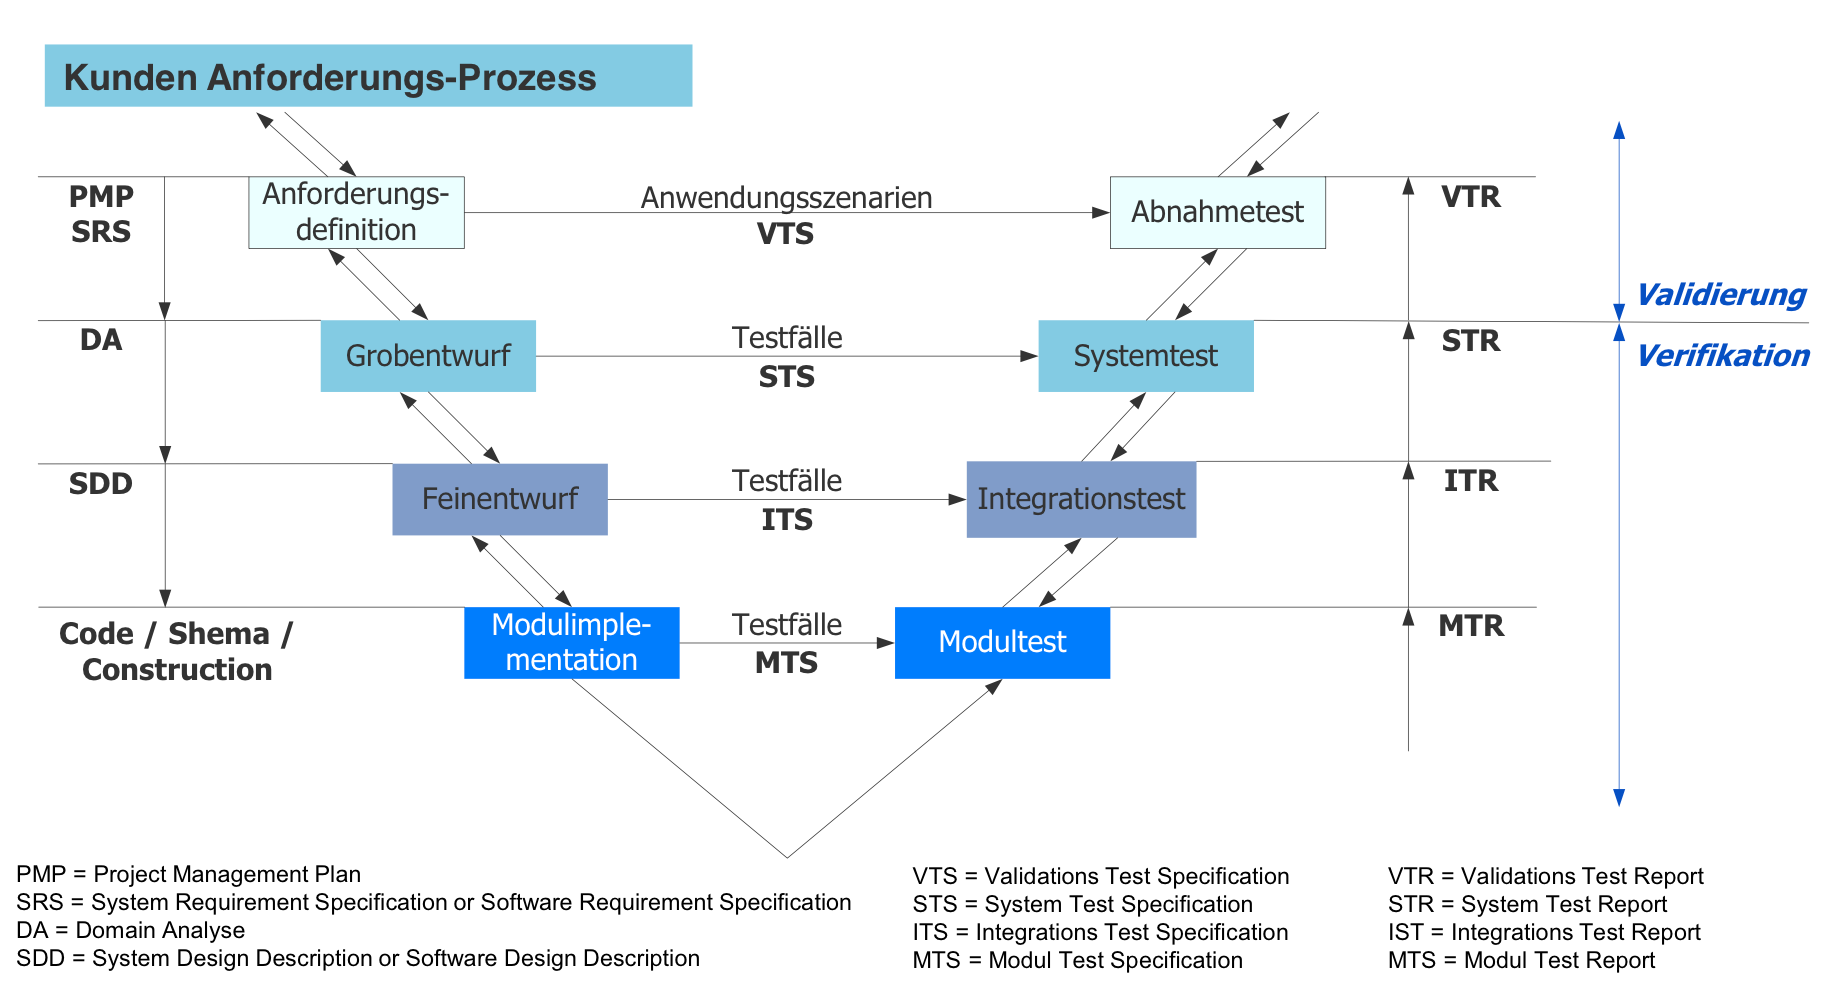 Kunden Anforderungs-Prozess
PMP
SRS
Anforderungs-
definition
Anwendungsszenarien
VTS
Abnahmetest
VTR
Validierung
DA
Grobentwurf
Testfälle
STS
Systemtest
STR
Verifikation
SDD
Feinentwurf
Testfälle
ITS
Integrationstest
ITR
Code / Shema /
Construction
Modulimple-
mentation
Testfälle
MTS
Modultest
MTR
PMP = Project Management Plan
SRS = System Requirement Specification or Software Requirement Specification
DA = Domain Analyse
SDD = System Design Description or Software Design Description
VTS = Validations Test Specification
STS = System Test Specification
ITS = Integrations Test Specification
MTS = Modul Test Specification
VTR = Validations Test Report
STR = System Test Report
IST = Integrations Test Report
MTS = Modul Test Report